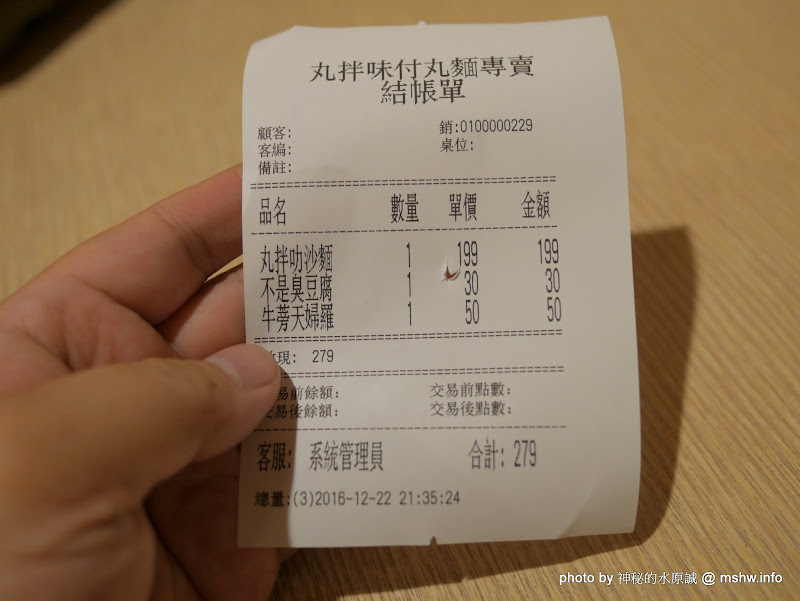 丸拌味付丸麵專賣
結帳單
顧客: 銷:0100000229
客編: 桌位:
備註:
品名 數量 單價 金額
丸拌叻沙麵 1 199 199
不是臭豆腐 1 30 30
牛蒡天婦羅 1 50 50
現: 279
易前餘額: 交易前點數:
交易後餘額: 交易後點數:
客服: 系統管理員 合計: 279
總量:(3)2016-12-22 21:35:24
photo by 神秘的水原誠 @ mshw.info